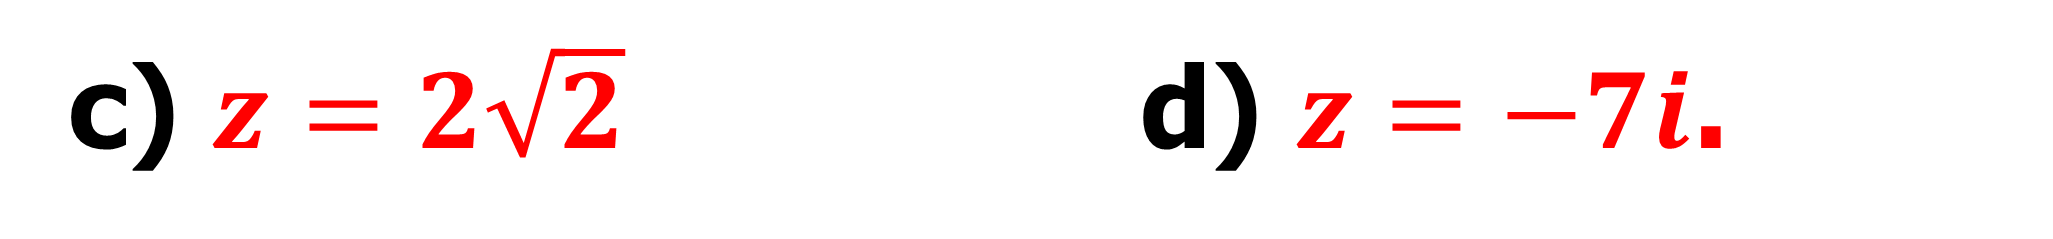 c) z = 2√2 d) z = −7i.